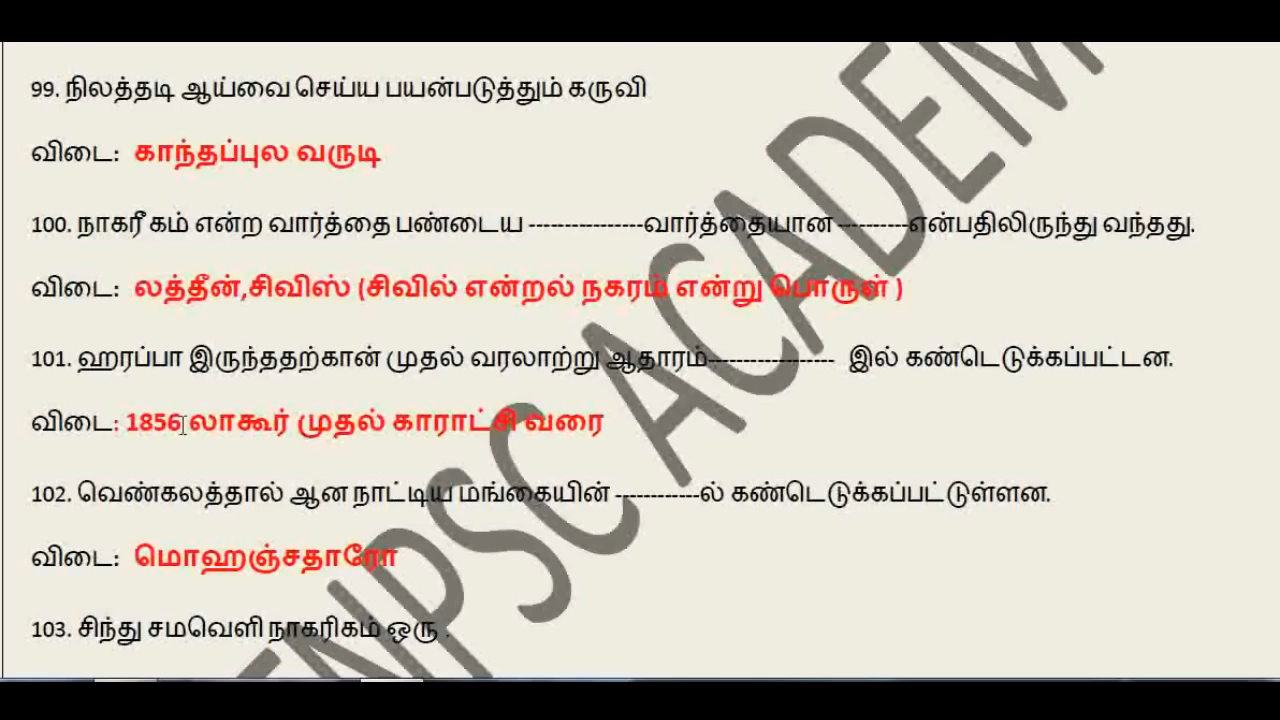 99. நிலத்தடி ஆய்வை செய்ய பயன்படுத்தும் கருவி
விடை: காந்தப்புல வருடி
100. நாகரீகம் என்ற வார்த்தை பண்டைய ----------------வார்த்தையான ----------என்பதிலிருந்து வந்தது.
விடை: லத்தீன்,சிவிஸ் (சிவில் என்றல் நகரம் என்று பொருள் )
101. ஹரப்பா இருந்ததற்கான் முதல் வரலாற்று ஆதாரம்----------------- இல் கண்டெடுக்கப்பட்டன.
விடை: 1856 லாகூர் முதல் காராட்சி வரை
102. வெண்கலத்தால் ஆன நாட்டிய மங்கையின் ------------ல் கண்டெடுக்கப்பட்டுள்ளன.
விடை: மொஹஞ்சதாரோ
103. சிந்து சமவெளி நாகரிகம் ஒரு .
TNPSC ACADEMY